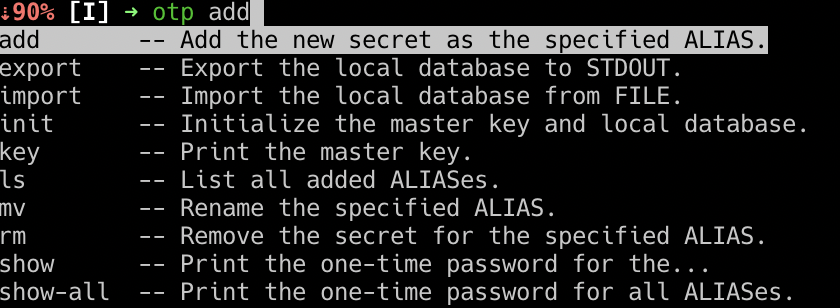 ⇣90% [I] ➜ otp add
add       -- Add the new secret as the specified ALIAS.
export    -- Export the local database to STDOUT.
import    -- Import the local database from FILE.
init      -- Initialize the master key and local database.
key       -- Print the master key.
ls        -- List all added ALIASes.
mv        -- Rename the specified ALIAS.
rm        -- Remove the secret for the specified ALIAS.
show      -- Print the one-time password for the...
show-all  -- Print the one-time password for all ALIASes.